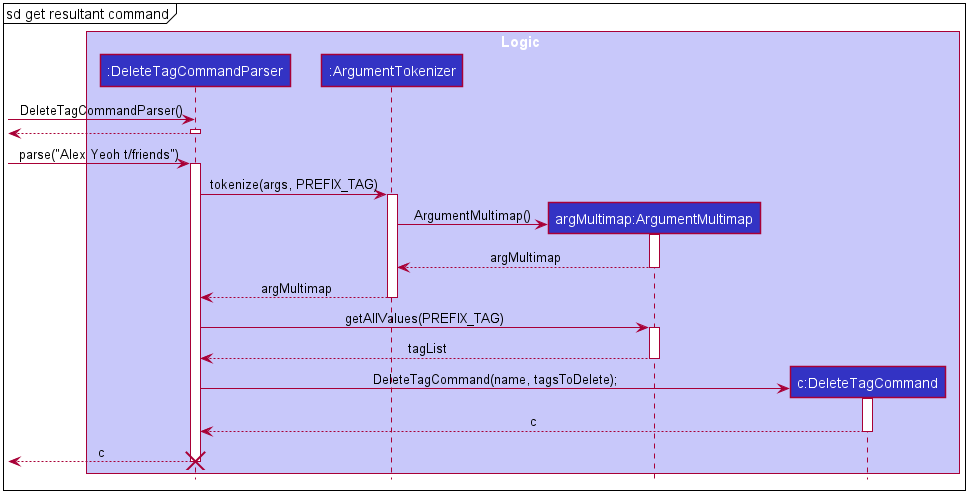 sd get resultant command
Logic
:DeleteTagCommandParser
:ArgumentTokenizer
DeleteTagCommandParser()
parse("Alex Yeoh t/friends")
tokenize(args, PREFIX_TAG)
ArgumentMultimap()
argMultimap:ArgumentMultimap
argMultimap
argMultimap
getAllValues(PREFIX_TAG)
tagList
DeleteTagCommand(name, tagsToDelete);
c:DeleteTagCommand
c
c